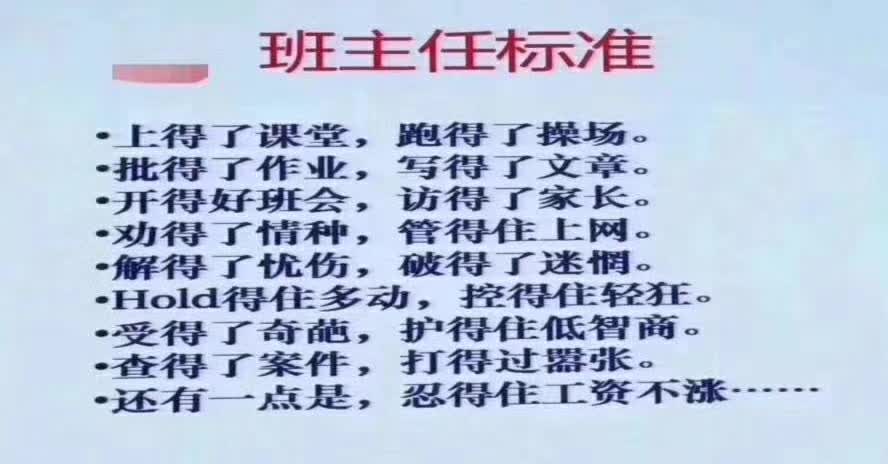 班主任标准
•上得了课堂，跑得了操场。
•批得了作业，写得了文章。
•开得好班会，访得了家长。
•劝得了情种，管得住上网。
•解得了忧伤，破得了迷惘。
•Hold得住多动，控得住轻狂。
•受得了奇葩，护得住低智商。
•查得了案件，打得过嚣张。
•还有一点是，忍得住工资不涨……